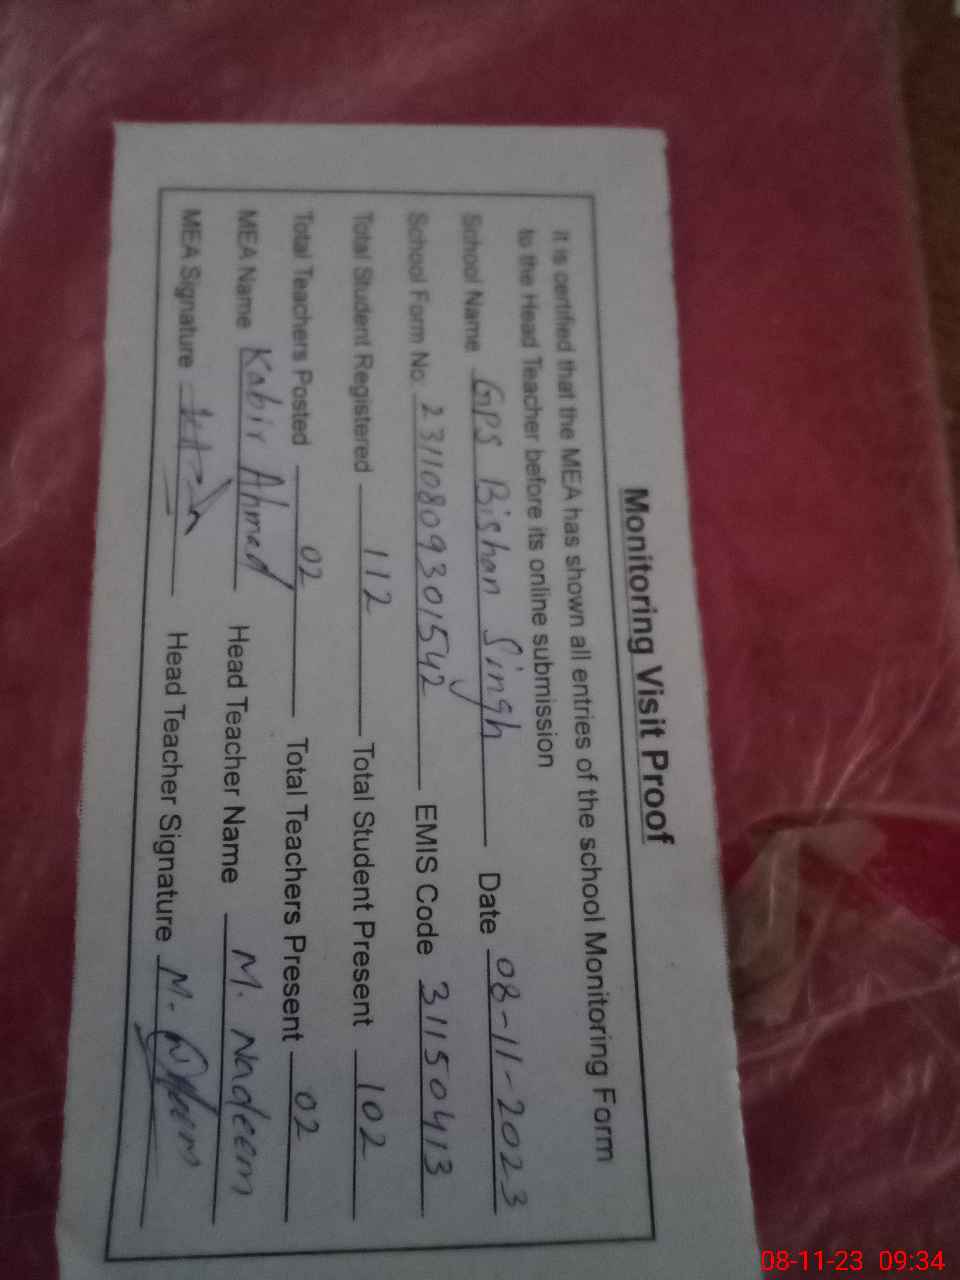 Monitoring Visit Proof
It is certified that the MEA has shown all entries of the school Monitoring Form
to the Head Teacher before its online submission
School Name GPS Bishan Singh Date 08-11-2023
School Form No. 23110809301542 EMIS Code 31150413
Total Student Registered 112 Total Student Present 102
Total Teachers Posted 02 Total Teachers Present 02
MEA Name Kabir Ahmad Head Teacher Name M. Nadeem
MEA Signature Head Teacher Signature M.
08-11-23 09:34